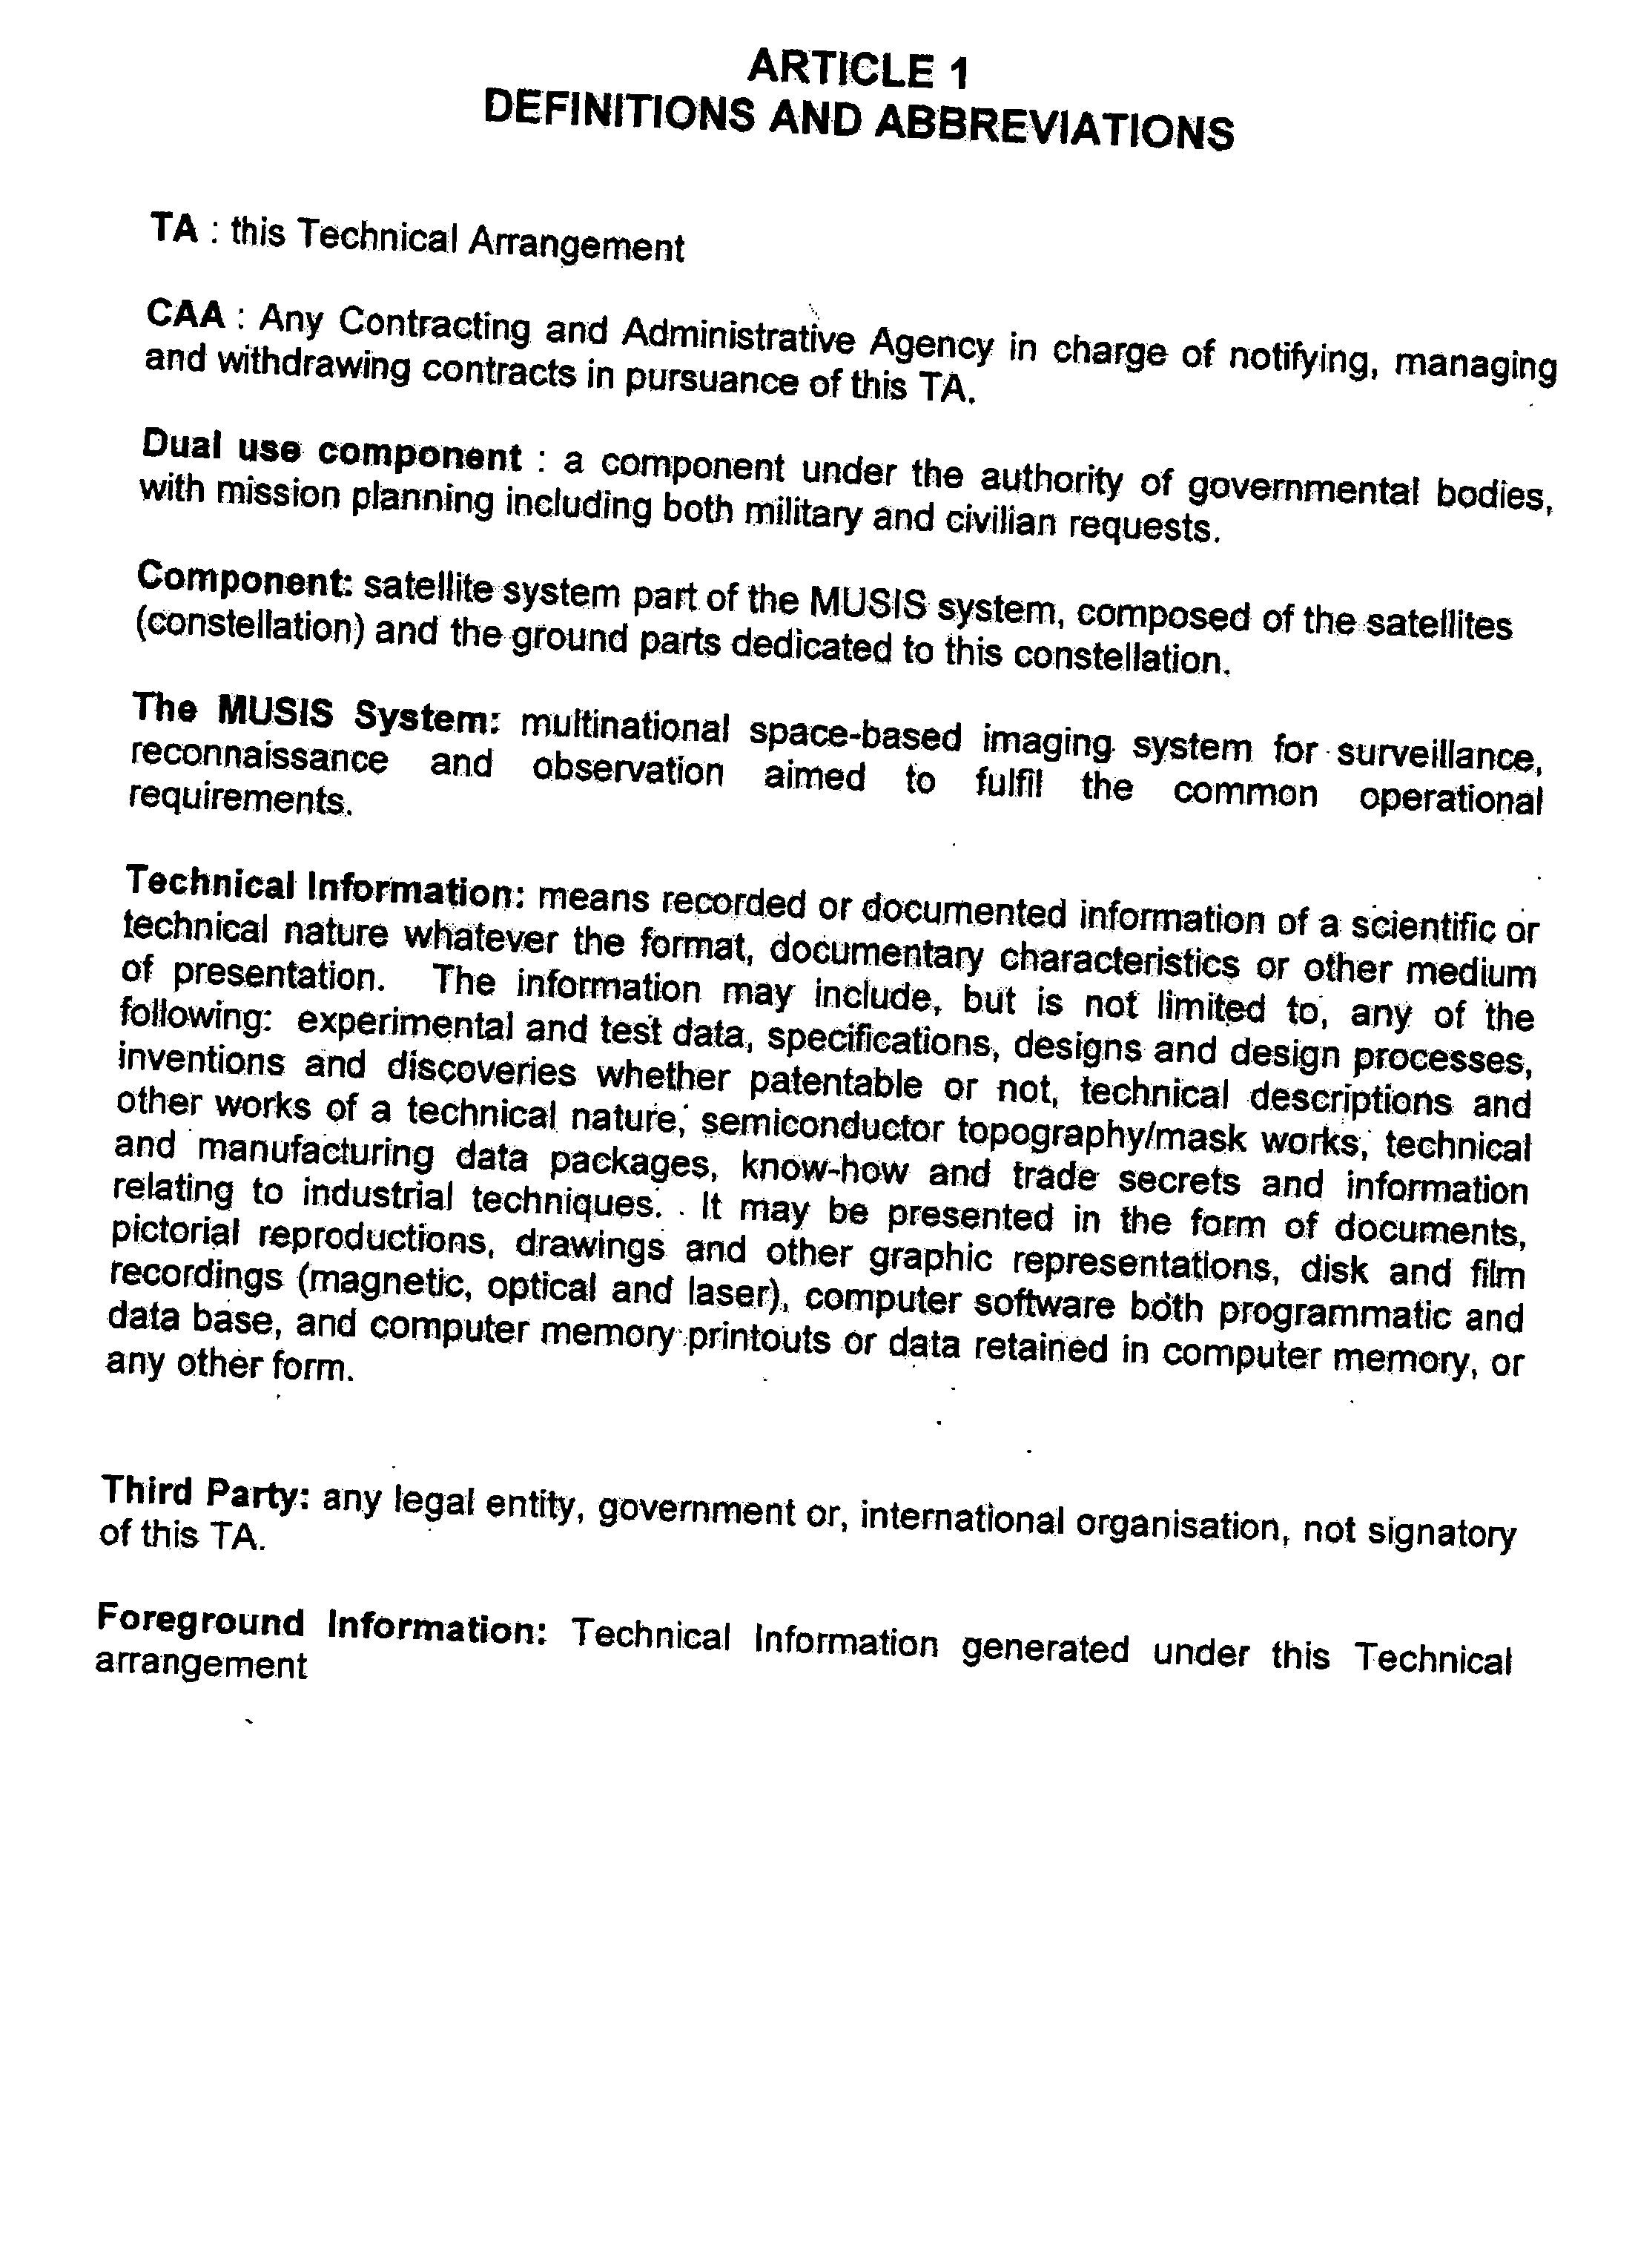 ARTICLE 1
DEFINITIONS AND ABBREVIATIONS
TA : this Technical Arrangement
CAA : Any Contracting and Administrative Agency in charge of notifying, managing
and withdrawing contracts in pursuance of this TA.
Dual use component : a component under the authority of governmental bodies,
with mission planning including both military and civilian requests.
Component: satellite system part of the MUSIS system, composed of the satellites
(constellation) and the ground parts dedicated to this constellation.
The MUSIS System: multinational space-based imaging system for surveillance,
reconnaissance and observation aimed to fulfil the common operational
requirements.
Technical Information: means recorded or documented information of a scientific or
technical nature whatever the format, documentary characteristics or other medium
of presentation. The information may include, but is not limited to, any of the
following: experimental and test data, specifications, designs and design processes,
inventions and discoveries whether patentable or not, technical descriptions and
other works of a technical nature, semiconductor topography/mask works, technical
and manufacturing data packages, know-how and trade secrets and information
relating to industrial techniques. It may be presented in the form of documents,
pictorial reproductions, drawings and other graphic representations, disk and film
recordings (magnetic, optical and laser), computer software both programmatic and
data base, and computer memory printouts or data retained in computer memory, or
any other form.
Third Party: any legal entity, government or, international organisation, not signatory
of this TA.
Foreground Information: Technical Information generated under this Technical
arrangement